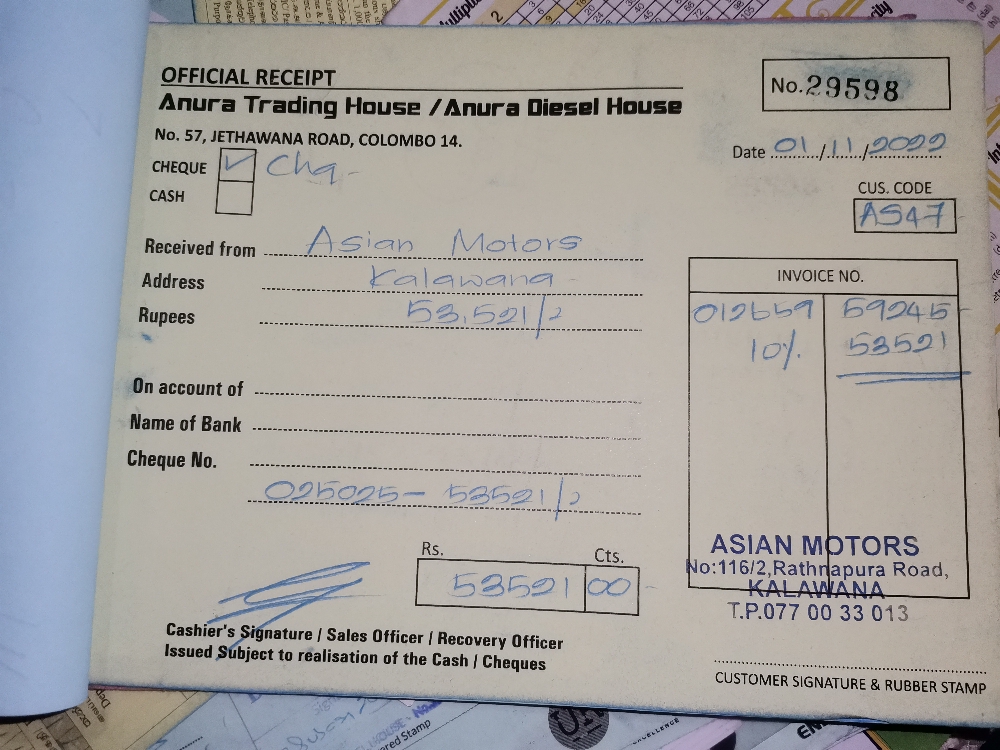 OFFICIAL RECEIPT
Anura Trading House / Anura Diesel House
No. 57, JETHAWANA ROAD, COLOMBO 14.
No. 29598
Date 01/11/2022
CHEQUE ✓ Chq -
CASH
CUS. CODE
AS47
Received from Asian Motors
Address Kalawana -
Rupees 53,521/2
INVOICE NO.
012659 59245-
10%. 53521
On account of
Name of Bank
Cheque No.
025025- 53521/2
Rs. Cts.
53521 00 -
ASIAN MOTORS
No:116/2,Rathnapura Road,
KALAWANA
T.P.077 00 33 013
Cashier's Signature / Sales Officer / Recovery Officer
Issued Subject to realisation of the Cash / Cheques
CUSTOMER SIGNATURE & RUBBER STAMP